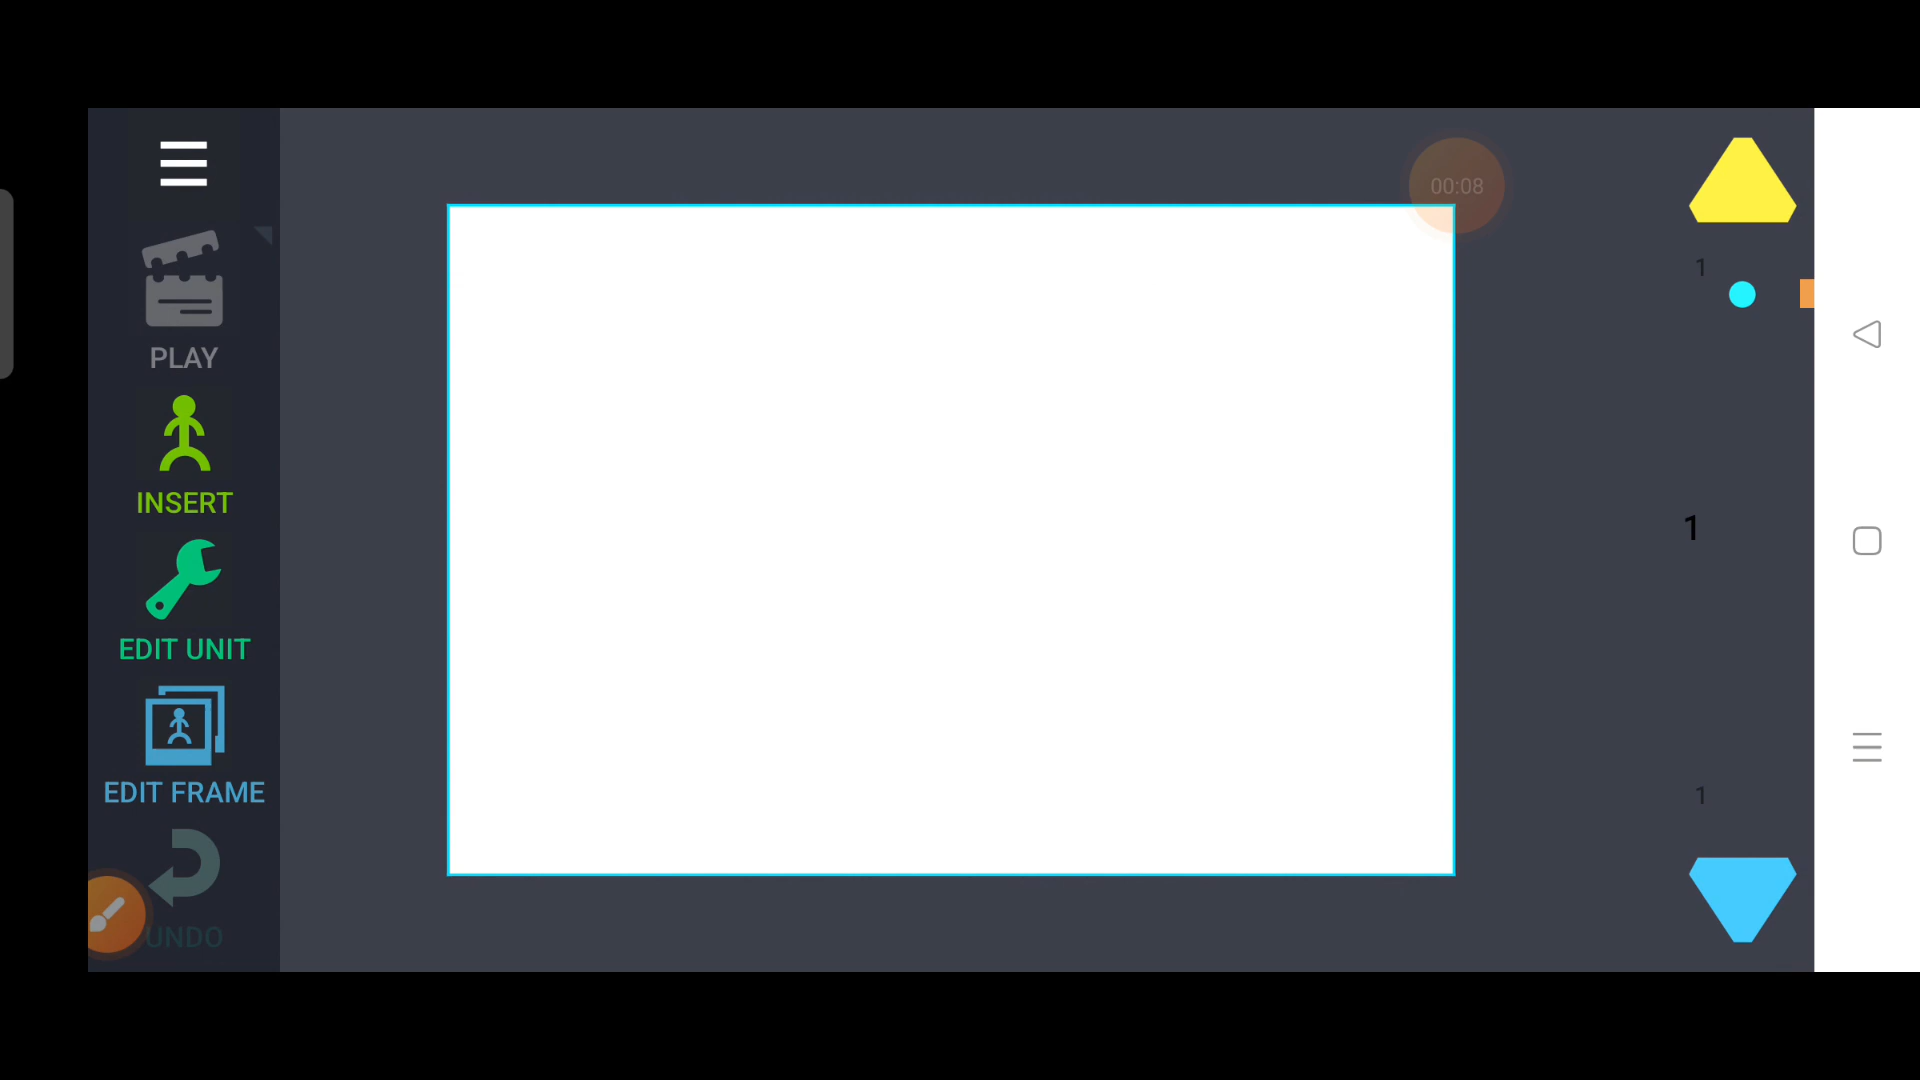 00:08
1
PLAY
INSERT
1
EDIT UNIT
EDIT FRAME
1
UNDO